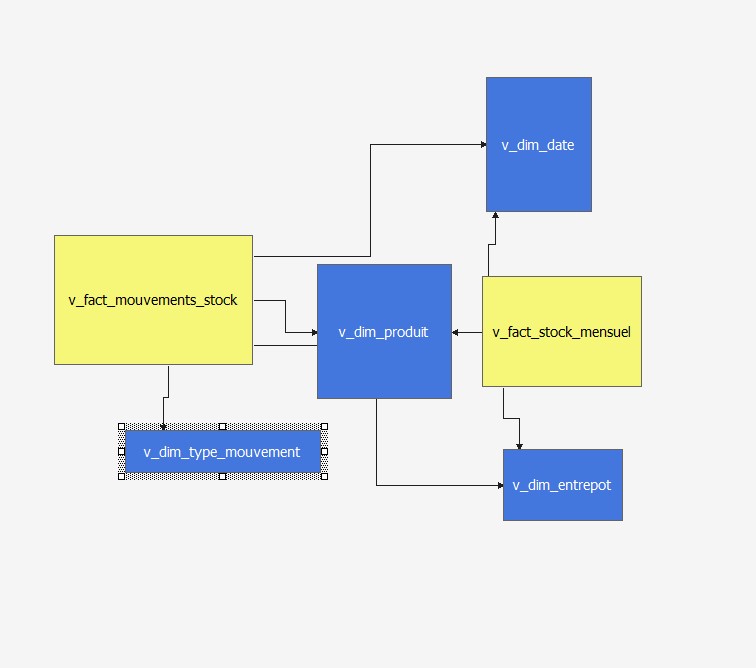 v_dim_date
v_fact_mouvements_stock
v_dim_produit
v_fact_stock_mensuel
v_dim_type_mouvement
v_dim_entrepot